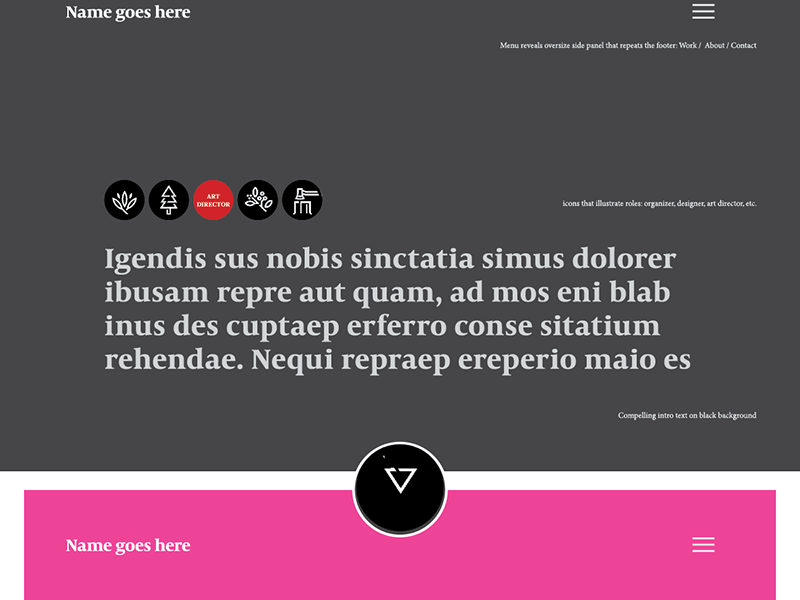 Name goes here
Menu reveals oversize side panel that repeats the footer: Work / About / Contact
ART
DIRECTOR
icons that illustrate roles: organizer, designer, art director, etc.
Igendis sus nobis sinctatia simus dolorer
ibusam repre aut quam, ad mos eni blab
inus des cuptaep erferro conse sitatium
rehendae. Nequi repraep ereperio maio es
Compelling intro text on black background
Name goes here